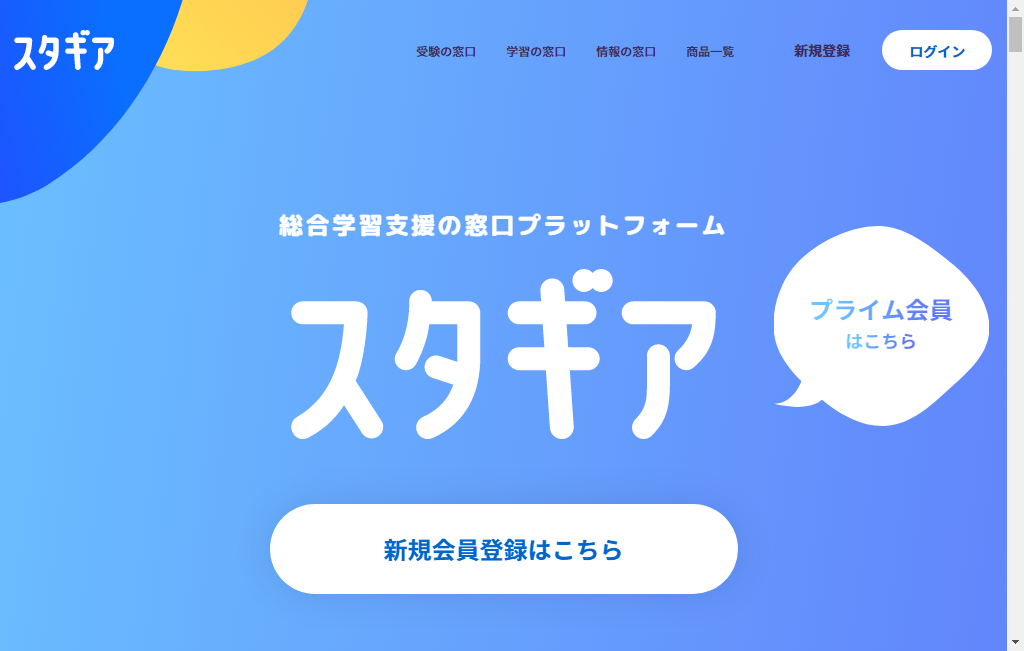 スタギア
受験の窓口 学習の窓口 情報の窓口 商品一覧 新規登録 ログイン
総合学習支援の窓口プラットフォーム
スタギア
プライム会員
はこちら
新規会員登録はこちら